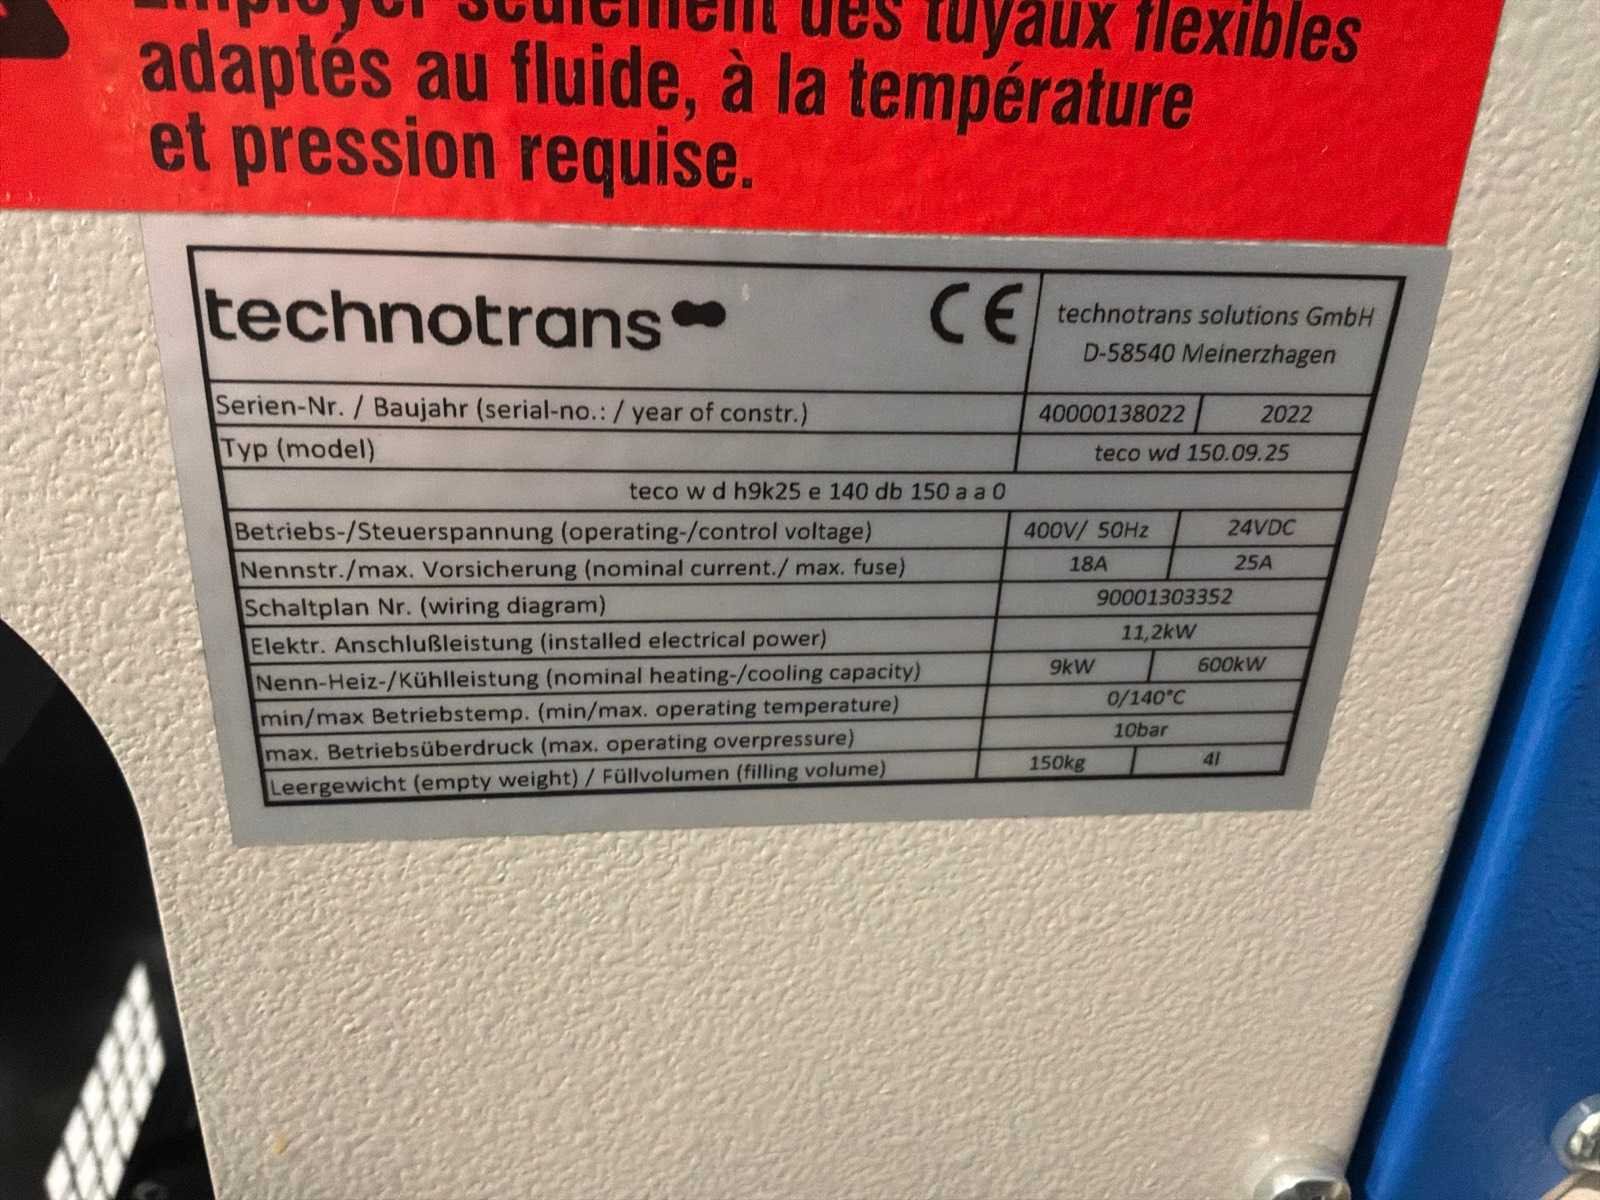 Employer seulement des tuyaux flexibles
adaptés au fluide, à la température
et pression requise.
technotrans CE technotrans solutions GmbH
D-58540 Meinerzhagen
Serien-Nr. / Baujahr (serial-no.: / year of constr.) 40000138022 2022
Typ (model) teco wd 150.09.25
teco w d h9k25 e 140 db 150 a a 0
Betriebs-/Steuerspannung (operating-/control voltage) 400V/ 50Hz 24VDC
Nennstr./max. Vorsicherung (nominal current./ max. fuse) 18A 25A
Schaltplan Nr. (wiring diagram) 90001303352
Elektr. Anschlußleistung (installed electrical power) 11,2kW
Nenn-Heiz-/Kühlleistung (nominal heating-/cooling capacity) 9kW 600kW
min/max Betriebstemp. (min/max. operating temperature) 0/140°C
max. Betriebsüberdruck (max. operating overpressure) 10bar
Leergewicht (empty weight) / Füllvolumen (filling volume) 150kg 4l